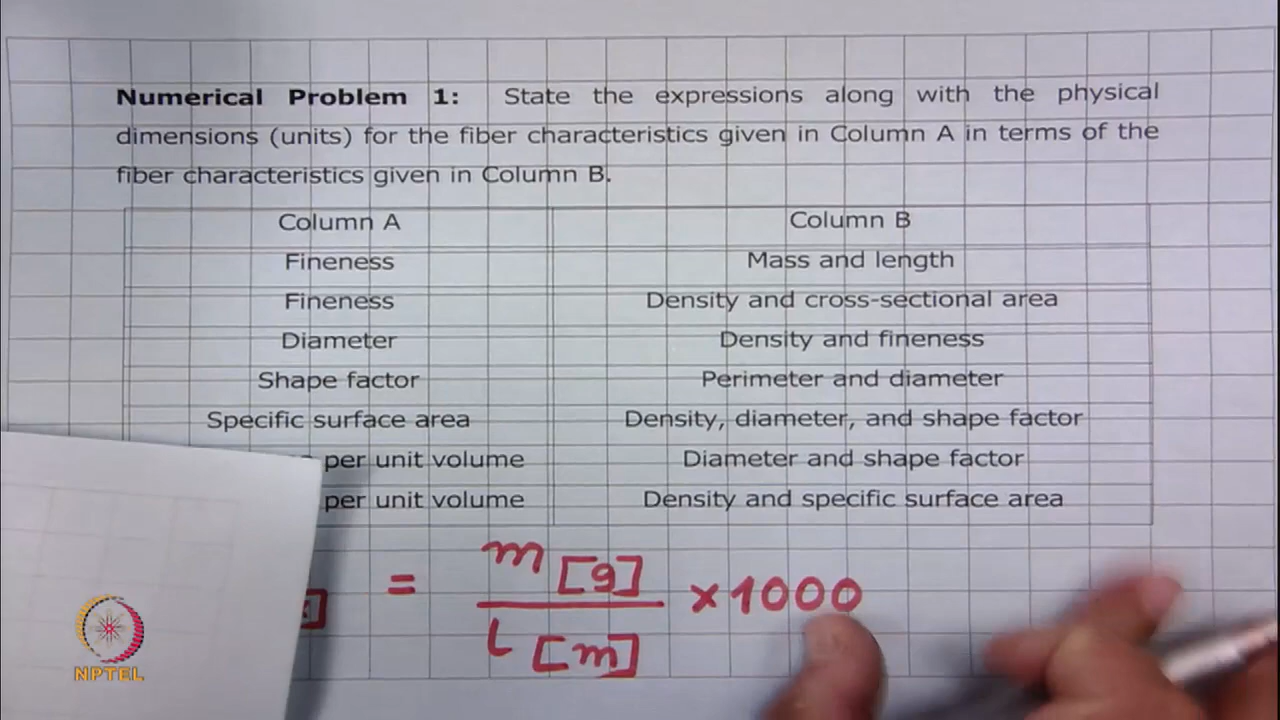 Numerical Problem 1: State the expressions along with the physical
dimensions (units) for the fiber characteristics given in Column A in terms of the
fiber characteristics given in Column B.
Column A Column B
Fineness Mass and length
Fineness Density and cross-sectional area
Diameter Density and fineness
Shape factor Perimeter and diameter
Specific surface area Density, diameter, and shape factor
per unit volume Diameter and shape factor
per unit volume Density and specific surface area
= m [g] / l [m] × 1000
NPTEL